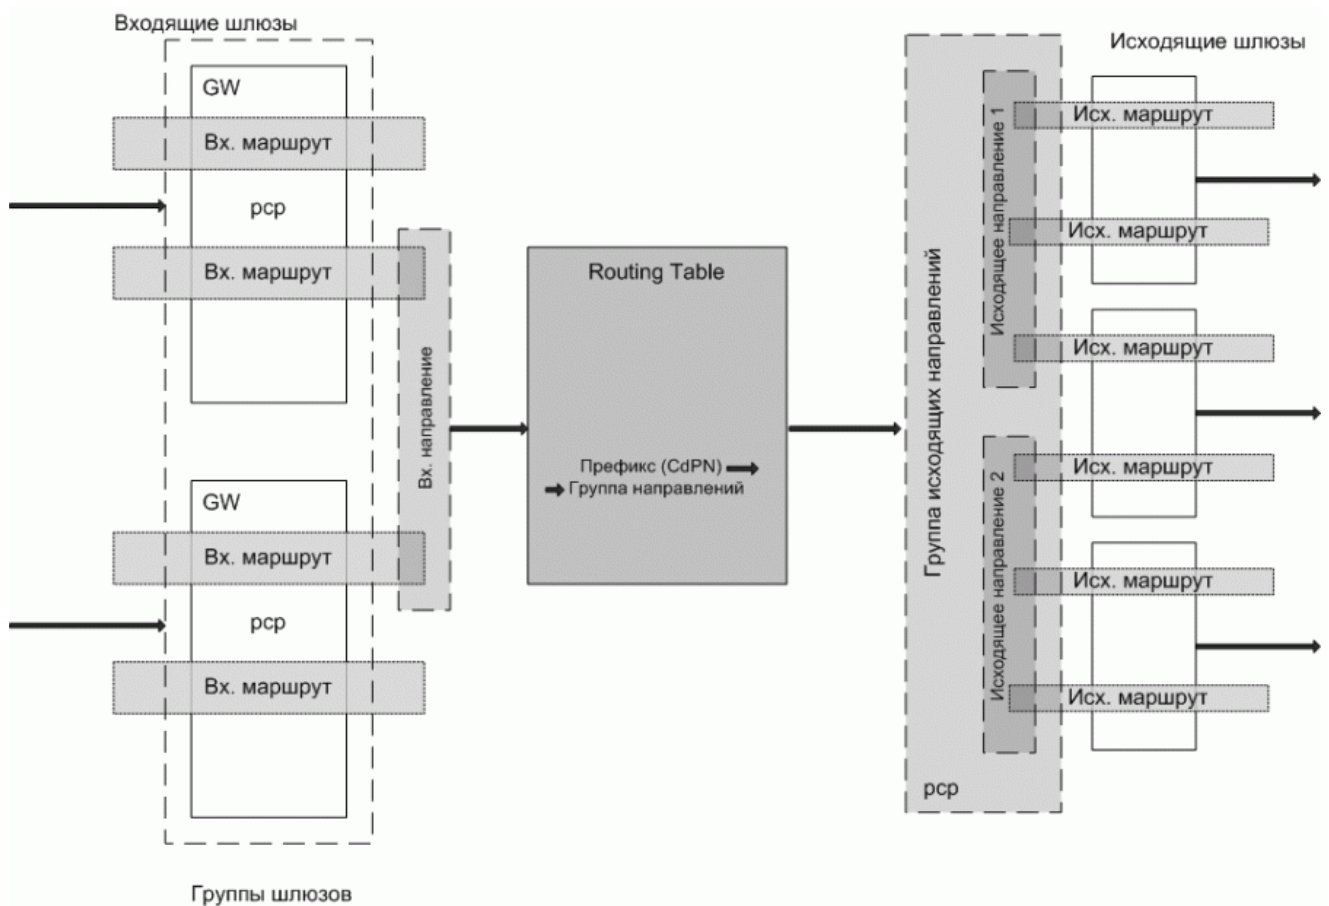 Входящие шлюзы
GW
Вх. маршрут
pcp
Вх. маршрут
GW
Вх. маршрут
pcp
Вх. маршрут
Группы шлюзов
Вх. направление
Routing Table
Префикс (CdPN)
Группа направлений
Группа исходящих направлений
pcp
Исходящее направление 1
Исходящее направление 2
Исходящие шлюзы
Исх. маршрут
Исх. маршрут
Исх. маршрут
Исх. маршрут
Исх. маршрут
Исх. маршрут